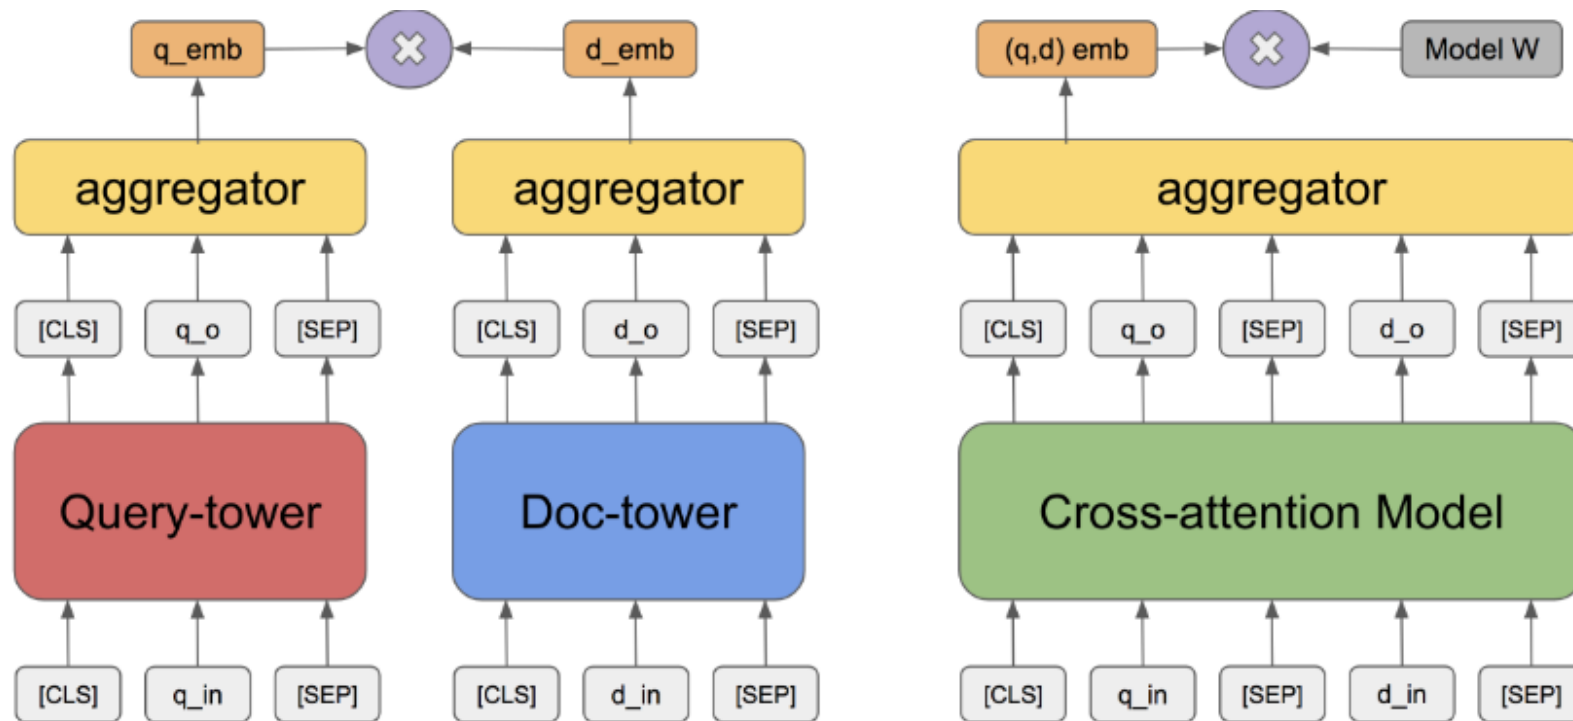 q_emb
d_emb
(q,d) emb
Model W
aggregator
aggregator
aggregator
[CLS]
q_o
[SEP]
[CLS]
d_o
[SEP]
[CLS]
q_o
[SEP]
d_o
[SEP]
Query-tower
Doc-tower
Cross-attention Model
[CLS]
q_in
[SEP]
[CLS]
d_in
[SEP]
[CLS]
q_in
[SEP]
d_in
[SEP]